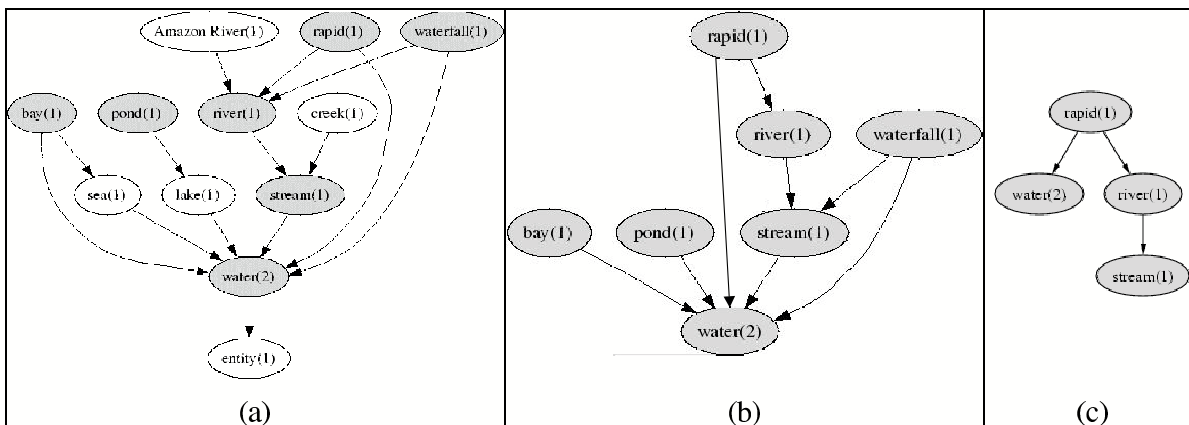 Amazon River(1) rapid(1) waterfall(1)
bay(1) pond(1) river(1) creek(1)
sea(1) lake(1) stream(1)
water(2)
entity(1)
(a)
rapid(1)
river(1) waterfall(1)
bay(1) pond(1) stream(1)
water(2)
(b)
rapid(1)
water(2) river(1)
stream(1)
(c)